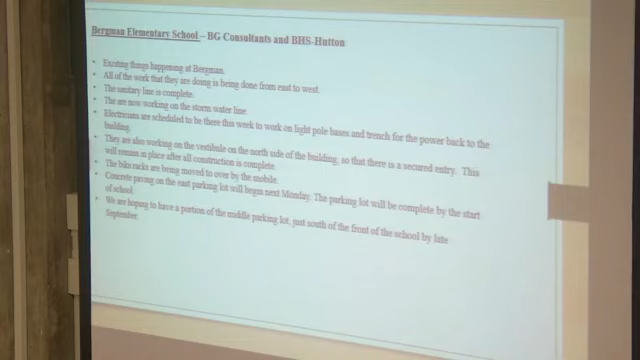 Bergman Elementary School – BG Consultants and BHS-Hutton
• Exciting things happening at Bergman.
• All of the work that they are doing is being done from east to west.
• The sanitary line is complete.
• The are now working on the storm water line.
• Electricians are scheduled to be there this week to work on light pole bases and trench for the power back to the
building.
• They are also working on the vestibule on the north side of the building, so that there is a secured entry. This
will remain in place after all construction is complete.
• The bike racks are being moved to over by the mobile.
• Concrete paving on the east parking lot will begin next Monday. The parking lot will be complete by the start
of school.
• We are hoping to have a portion of the middle parking lot, just south of the front of the school by late
September.